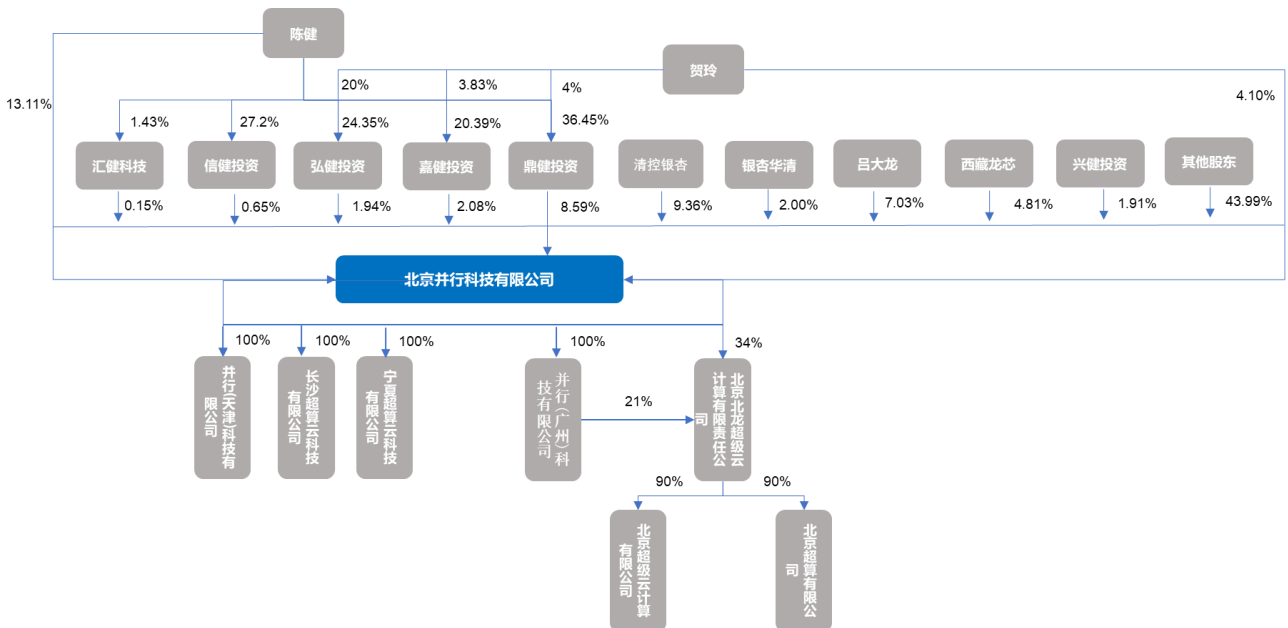 陈健
贺玲
20%
3.83%
4%
13.11%
4.10%
1.43%
27.2%
24.35%
20.39%
36.45%
汇健科技
信健投资
弘健投资
嘉健投资
鼎健投资
清控银杏
银杏华清
吕大龙
西藏龙芯
兴健投资
其他股东
0.15%
0.65%
1.94%
2.08%
8.59%
9.36%
2.00%
7.03%
4.81%
1.91%
43.99%
北京并行科技有限公司
100%
100%
100%
100%
34%
并行(天津)科技有
限公司
长沙超算云科技
有限公司
宁夏超算云科技
有限公司
并行(广州)科
技有限公司
21%
北京北龙超级云
计算有限责任公
司
90%
90%
北京超级云计算
有限公司
北京超算有限公
司